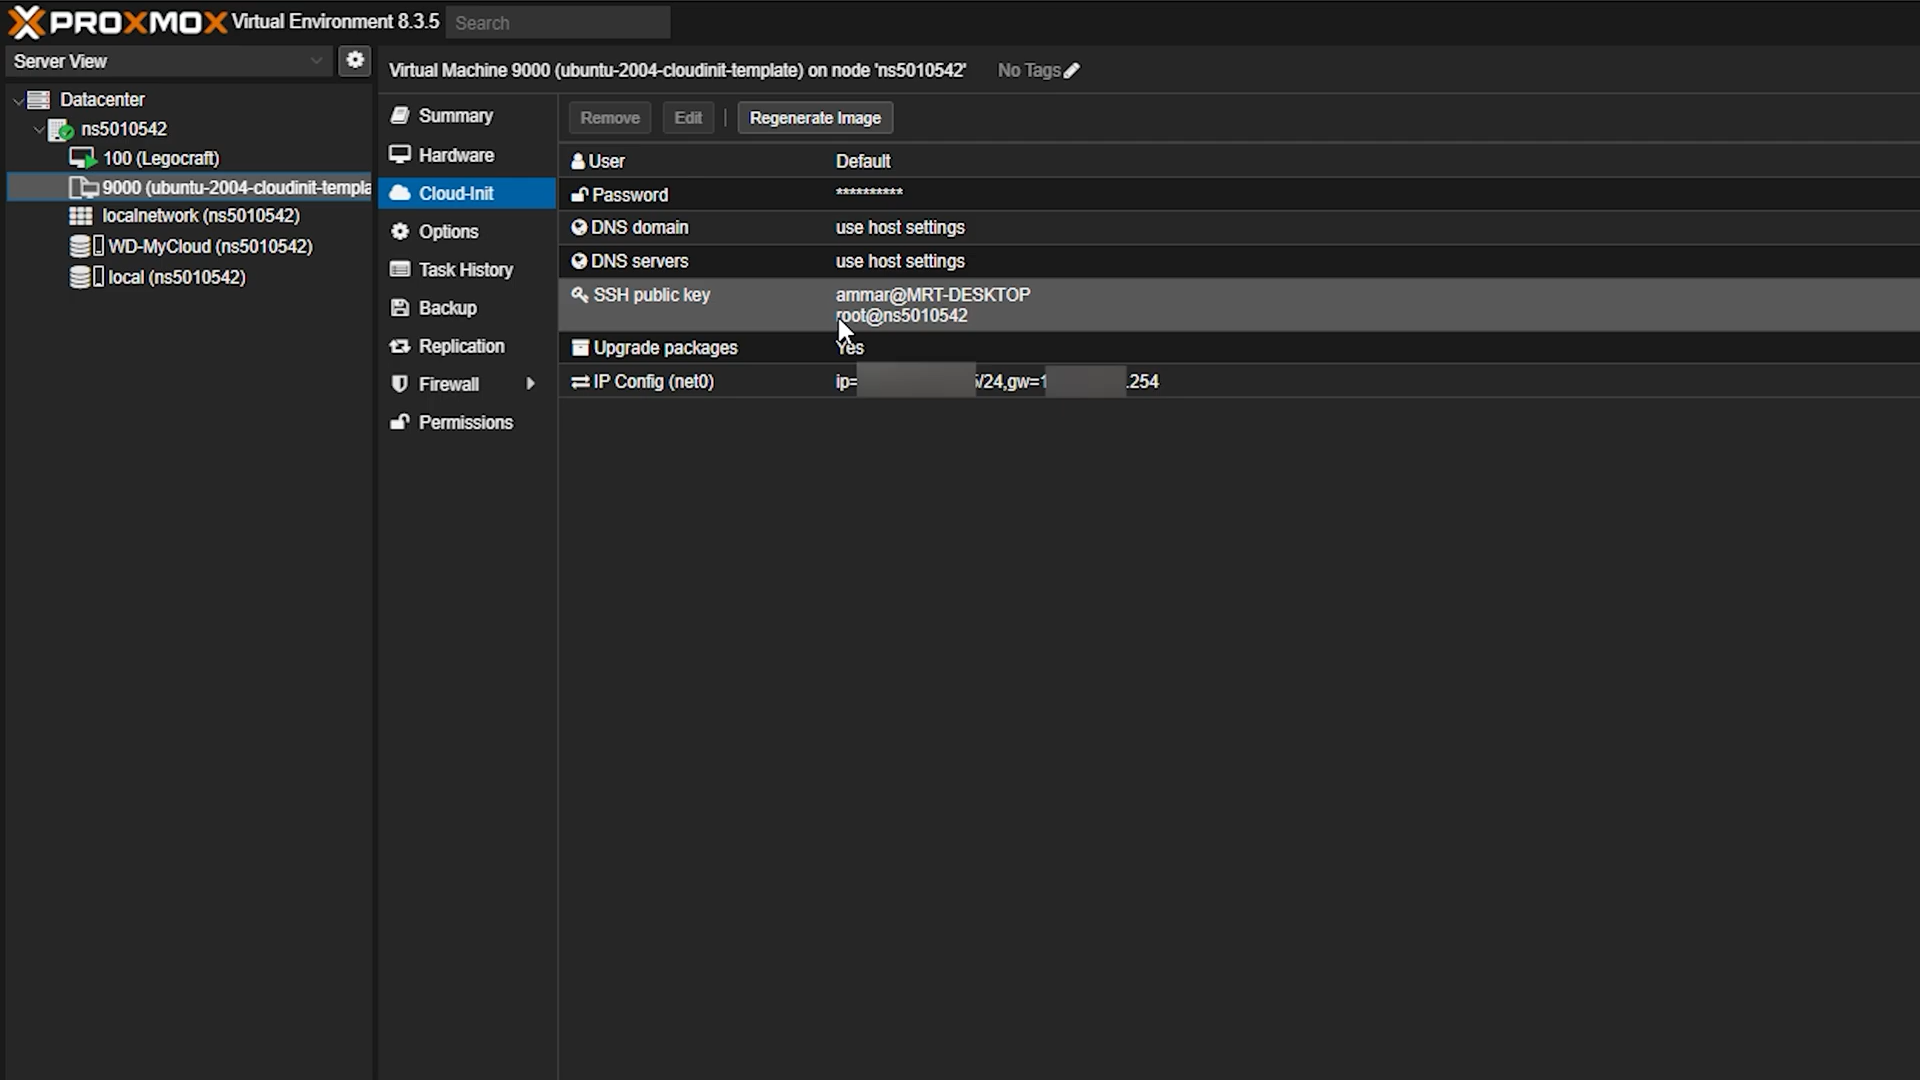 PROXMOX Virtual Environment 8.3.5 Search
Server View
Virtual Machine 9000 (ubuntu-2004-cloudinit-template) on node 'ns5010542' No Tags
Datacenter
ns5010542
100 (Legocraft)
9000 (ubuntu-2004-cloudinit-templa
localnetwork (ns5010542)
WD-MyCloud (ns5010542)
local (ns5010542)
Summary
Hardware
Cloud-Init
Options
Task History
Backup
Replication
Firewall
Permissions
Remove Edit Regenerate Image
User Default
Password **********
DNS domain use host settings
DNS servers use host settings
SSH public key ammar@MRT-DESKTOP
root@ns5010542
Upgrade packages Yes
IP Config (net0) ip= /24,gw=1 .254